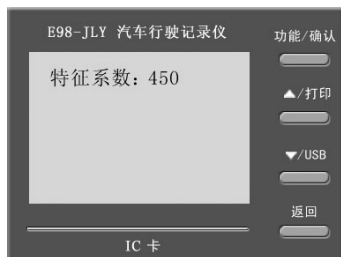 E98-JLY 汽车行驶记录仪
特征系数: 450
功能/确认
▲/打印
▼/USB
返回
IC 卡